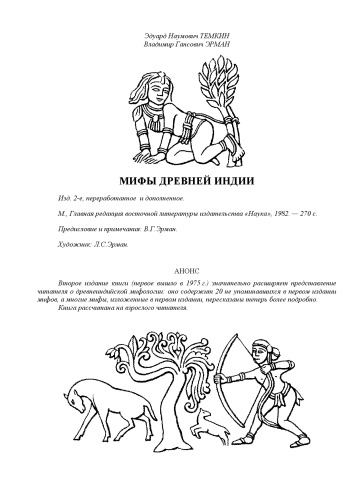 Эдуард Наумович ТЕМКИН
Владимир Гансович ЭРМАН
МИФЫ ДРЕВНЕЙ ИНДИИ
Изд. 2-е, переработанное и дополненное.
М., Главная редакция восточной литературы издательства «Наука», 1982. — 270 с.
Предисловие и примечания: В.Г.Эрман.
Художник: Л.С.Эрман.
АНОНС
Второе издание книги (первое вышло в 1975 г.) значительно расширяет представление
читателя о древнеиндийской мифологии: оно содержит 20 не упоминавшихся в первом издании
мифов, а многие мифы, изложенные в первом издании, пересказаны теперь более подробно.
Книга рассчитана на взрослого читателя.